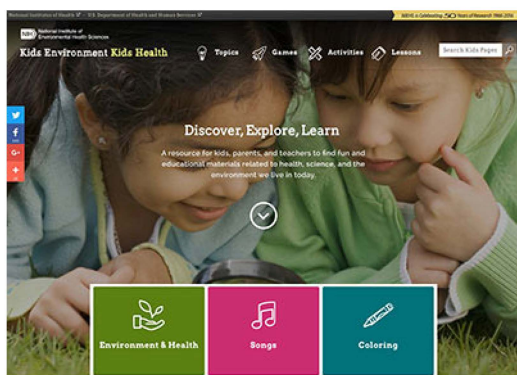 National Institutes of Health · U.S. Department of Health and Human Services
NIEHS is Celebrating 50 Years of Research 1966-2016
NIH National Institute of
Environmental Health Sciences
Kids Environment Kids Health
Topics
Games
Activities
Lessons
Search Kids Pages
Discover, Explore, Learn
A resource for kids, parents, and teachers to find fun and
educational materials related to health, science, and the
environment we live in today.
Environment & Health
Songs
Coloring